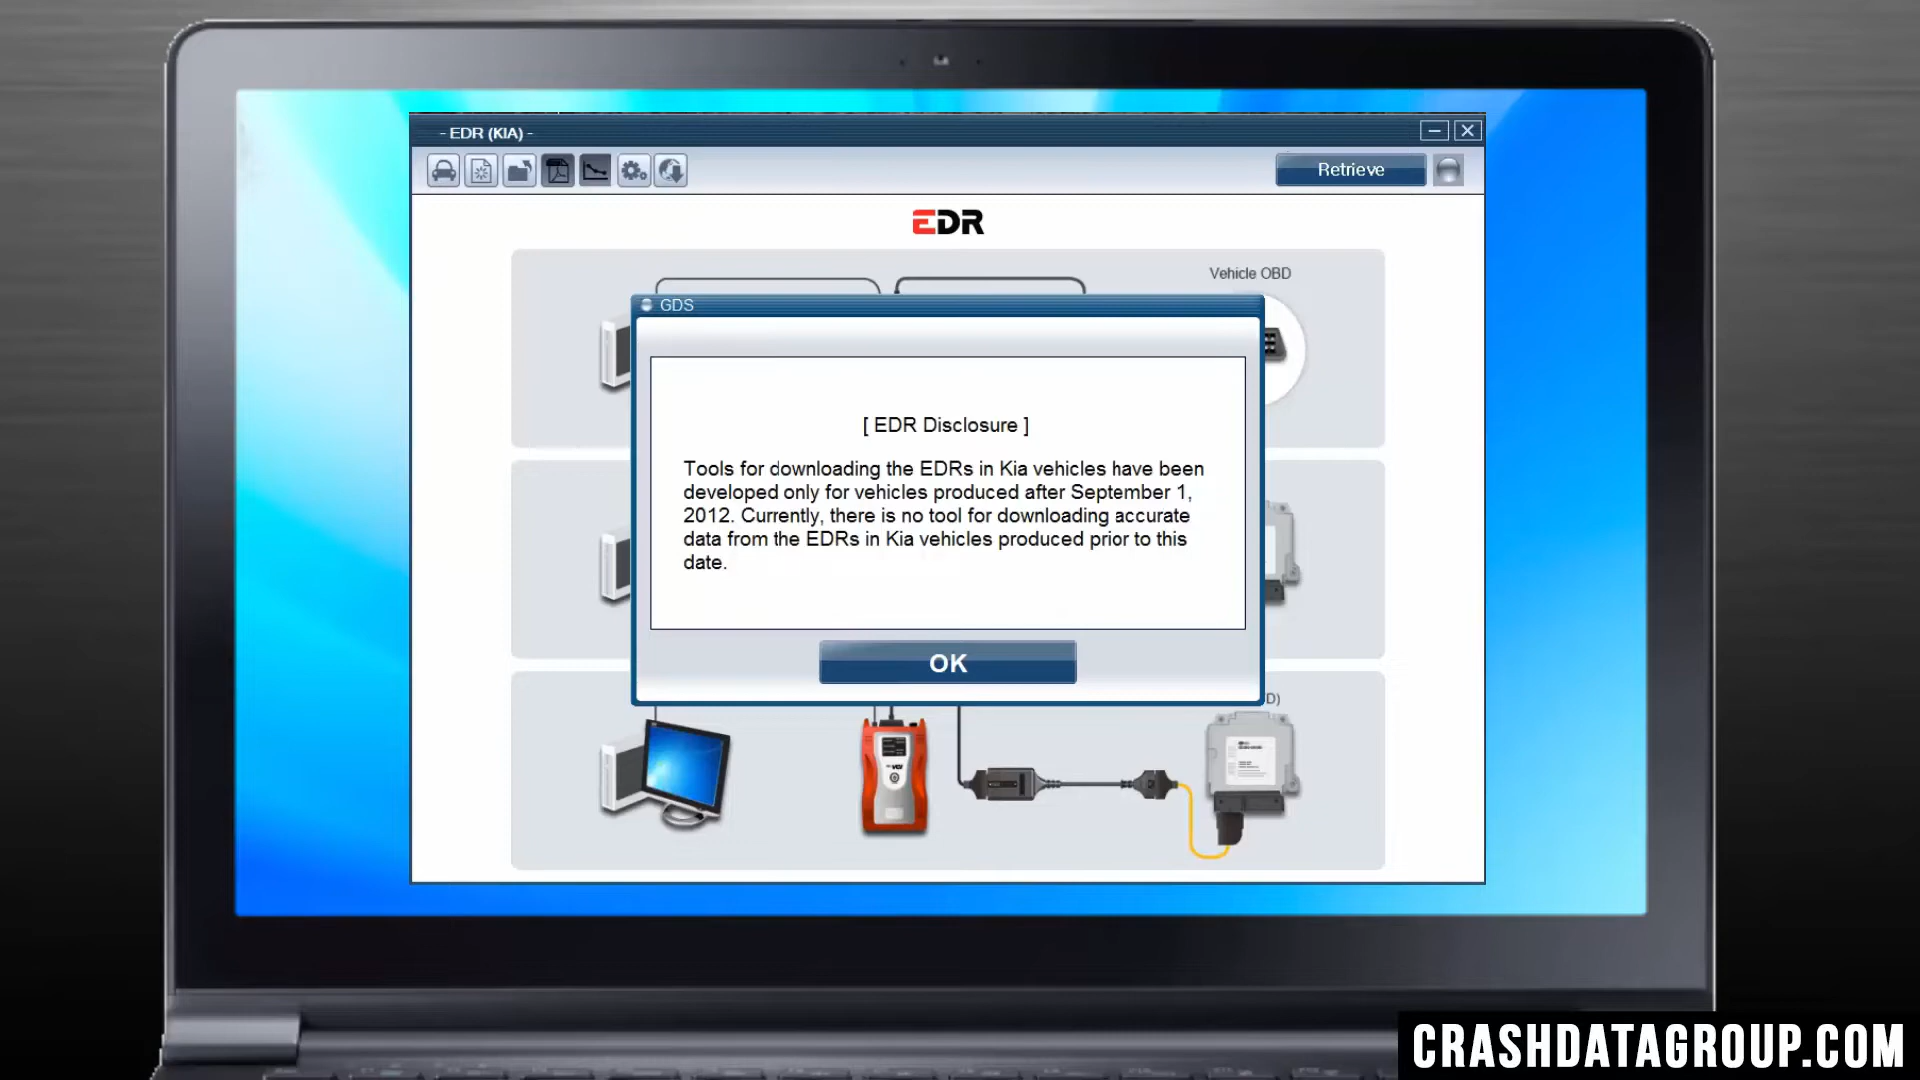 - EDR (KIA) -
Retrieve
EDR
Vehicle OBD
GDS
[ EDR Disclosure ]
Tools for downloading the EDRs in Kia vehicles have been
developed only for vehicles produced after September 1,
2012. Currently, there is no tool for downloading accurate
data from the EDRs in Kia vehicles produced prior to this
date.
OK
D)
VCI
CRASHDATAGROUP.COM